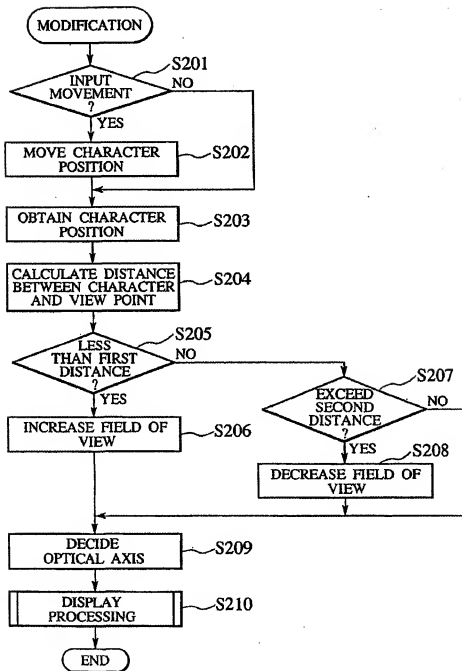 MODIFICATION
S201
INPUT
MOVEMENT
?
NO
YES
MOVE CHARACTER
POSITION
S202
OBTAIN CHARACTER
POSITION
S203
CALCULATE DISTANCE
BETWEEN CHARACTER
AND VIEW POINT
S204
S205
LESS
THAN FIRST
DISTANCE
?
NO
YES
INCREASE FIELD OF
VIEW
S206
S207
EXCEED
SECOND
DISTANCE
?
NO
YES
S208
DECREASE FIELD OF
VIEW
DECIDE
OPTICAL AXIS
S209
DISPLAY
PROCESSING
S210
END